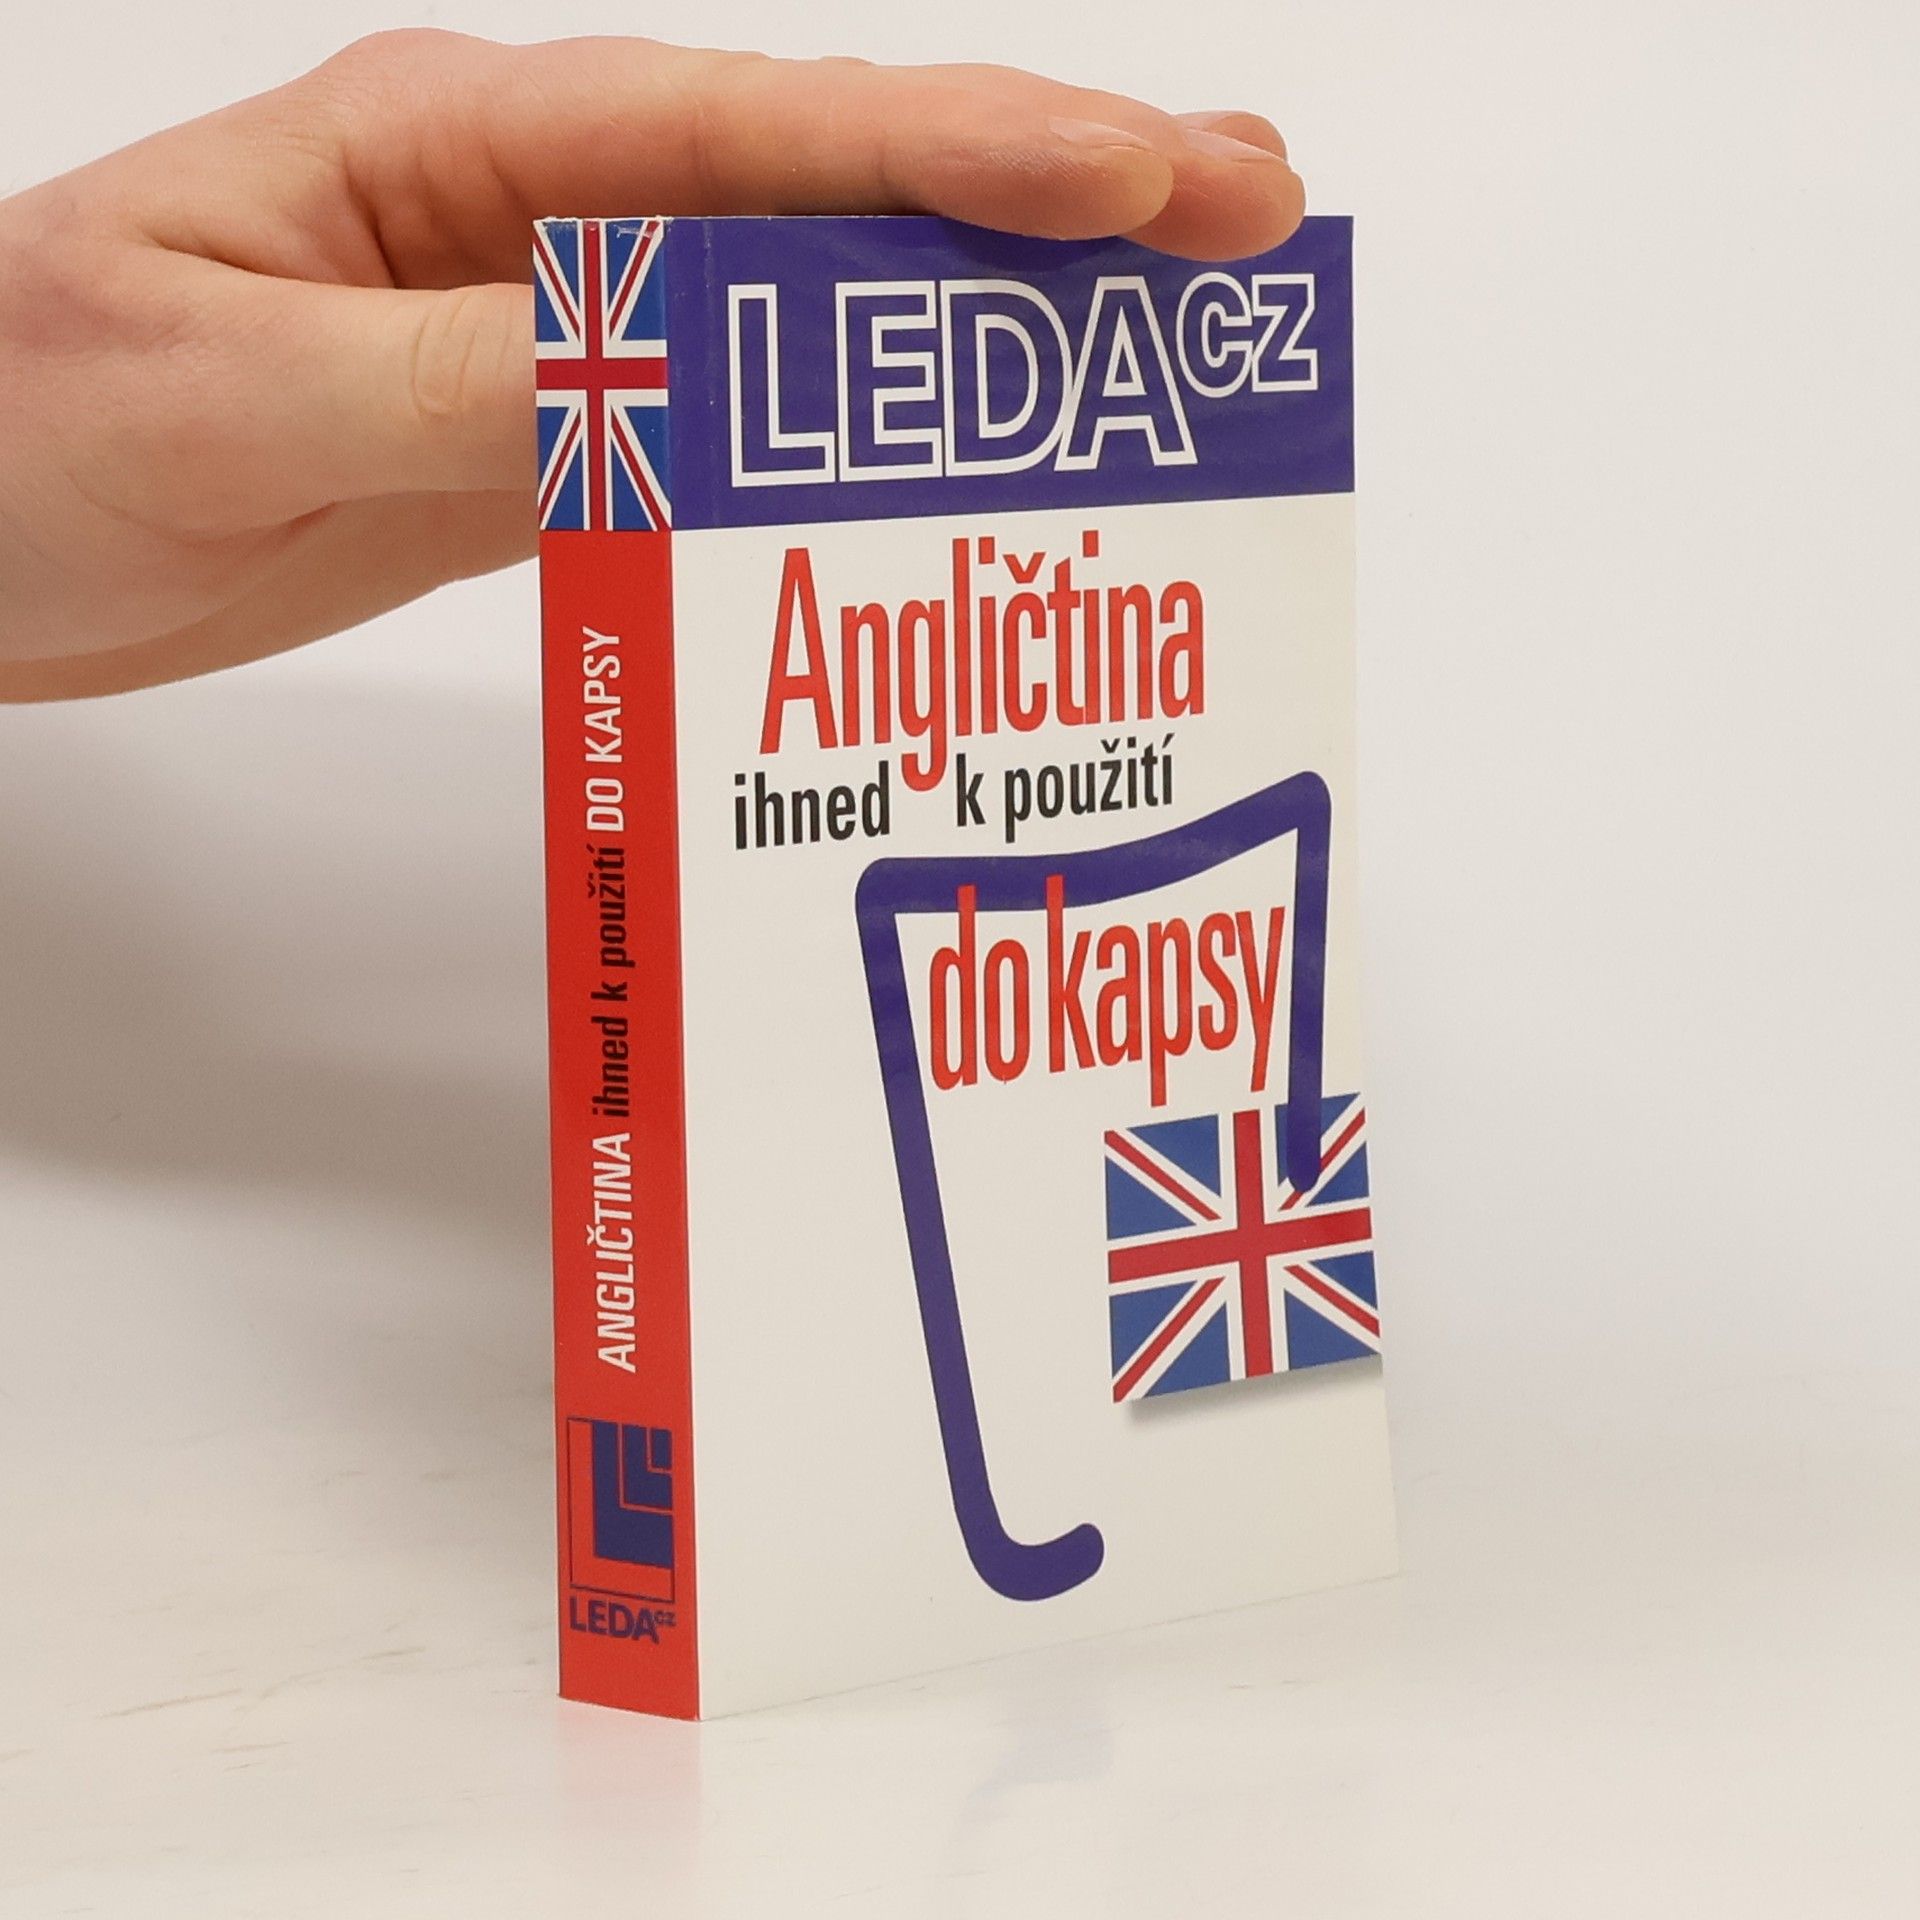 LEDA CZ
Angličtina
ihned k použití
do kapsy
ANGLIČTINA ihned k použití DO KAPSY
LEDA CZ